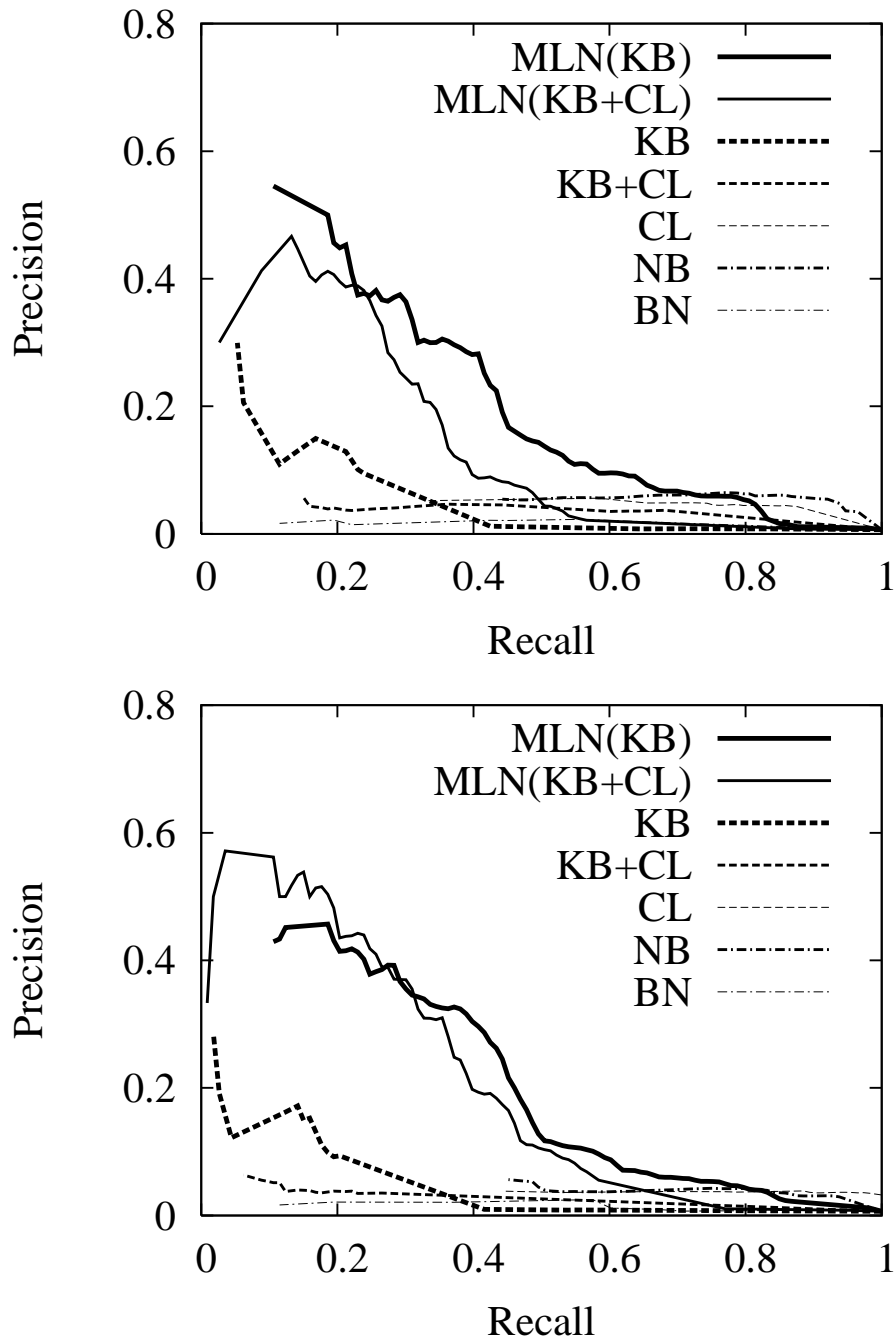 0.8
MLN(KB)
MLN(KB+CL)
0.6
KB
KB+CL
Precision
0.4
CL
NB
BN
0.2
0
0 0.2 0.4 0.6 0.8 1
Recall
0.8
MLN(KB)
MLN(KB+CL)
0.6
KB
KB+CL
Precision
0.4
CL
NB
BN
0.2
0
0 0.2 0.4 0.6 0.8 1
Recall